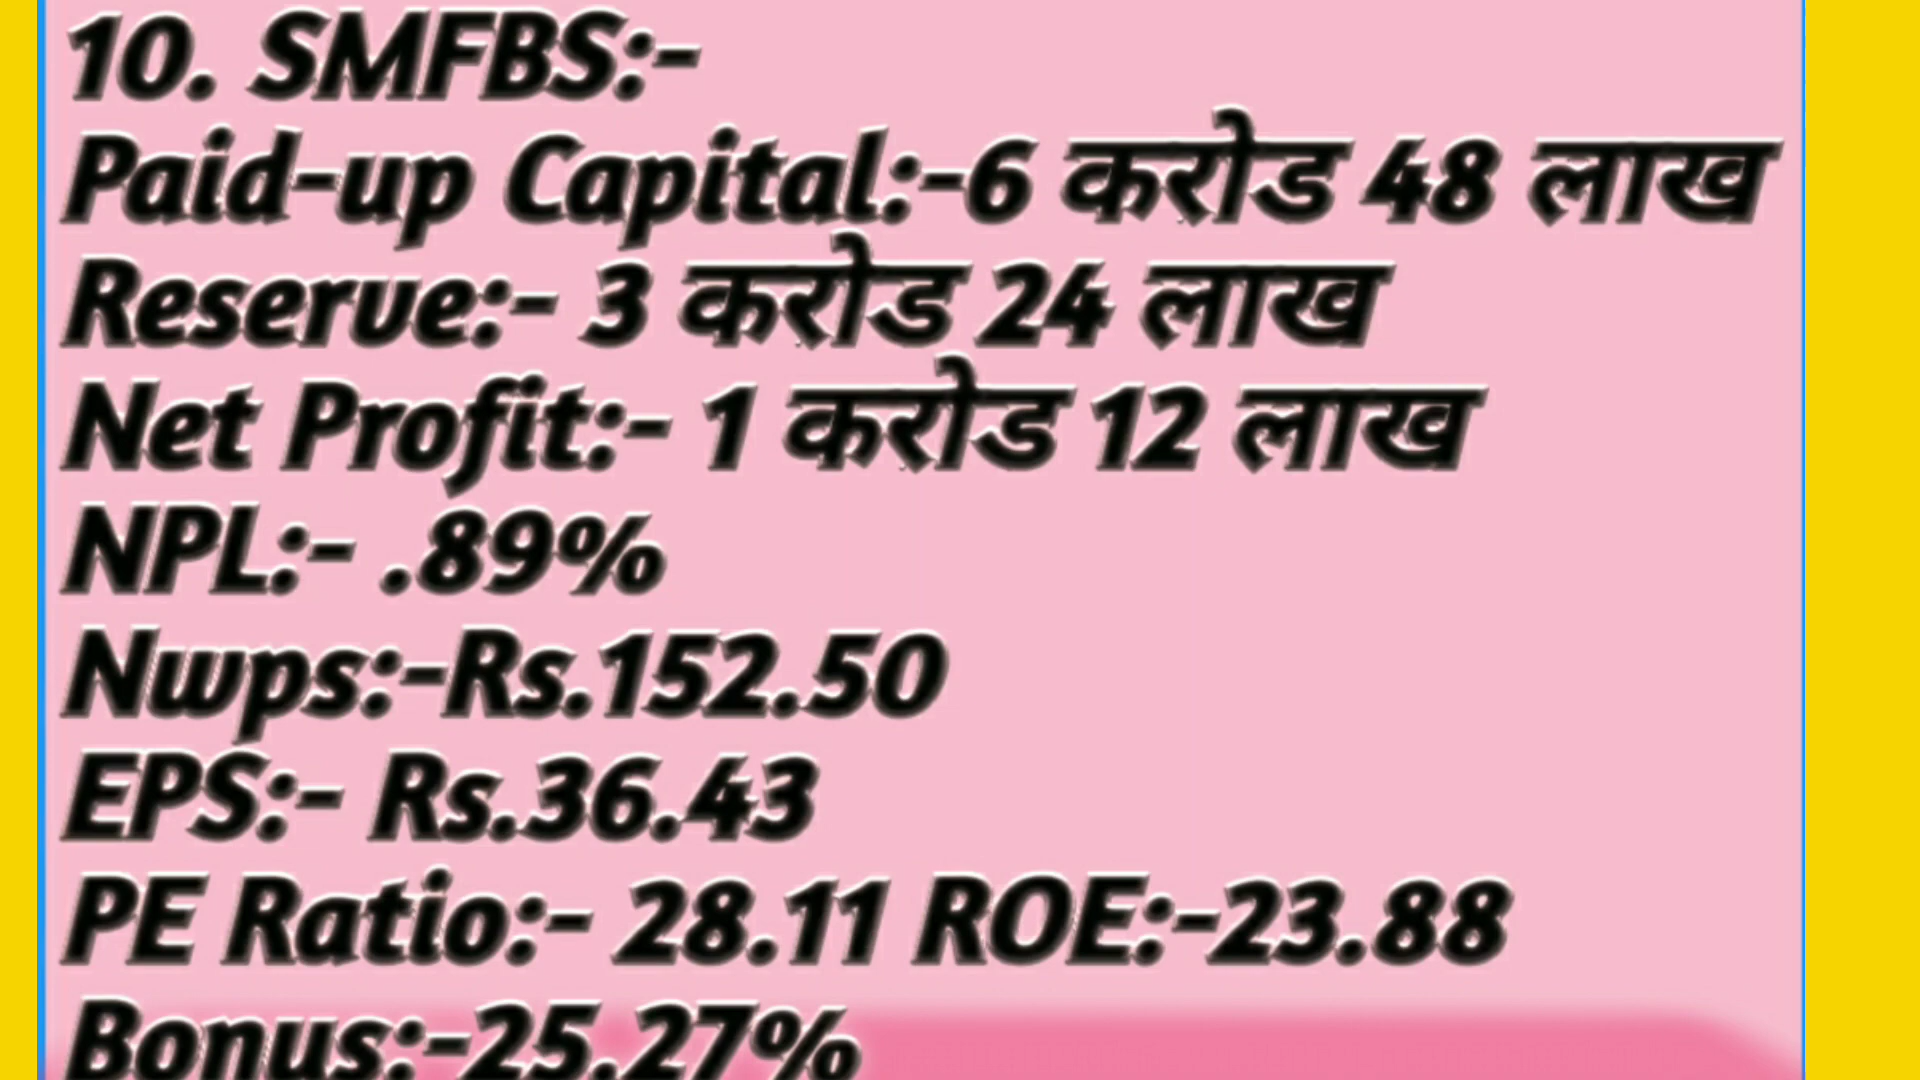 10. SMFBS:-
Paid-up Capital:-6 करोड 48 लाख
Reserve:- 3 करोड 24 लाख
Net Profit:- 1 करोड 12 लाख
NPL:- .89%
Nwps:-Rs.152.50
EPS:- Rs.36.43
PE Ratio:- 28.11 ROE:-23.88
Bonus:-25.27%